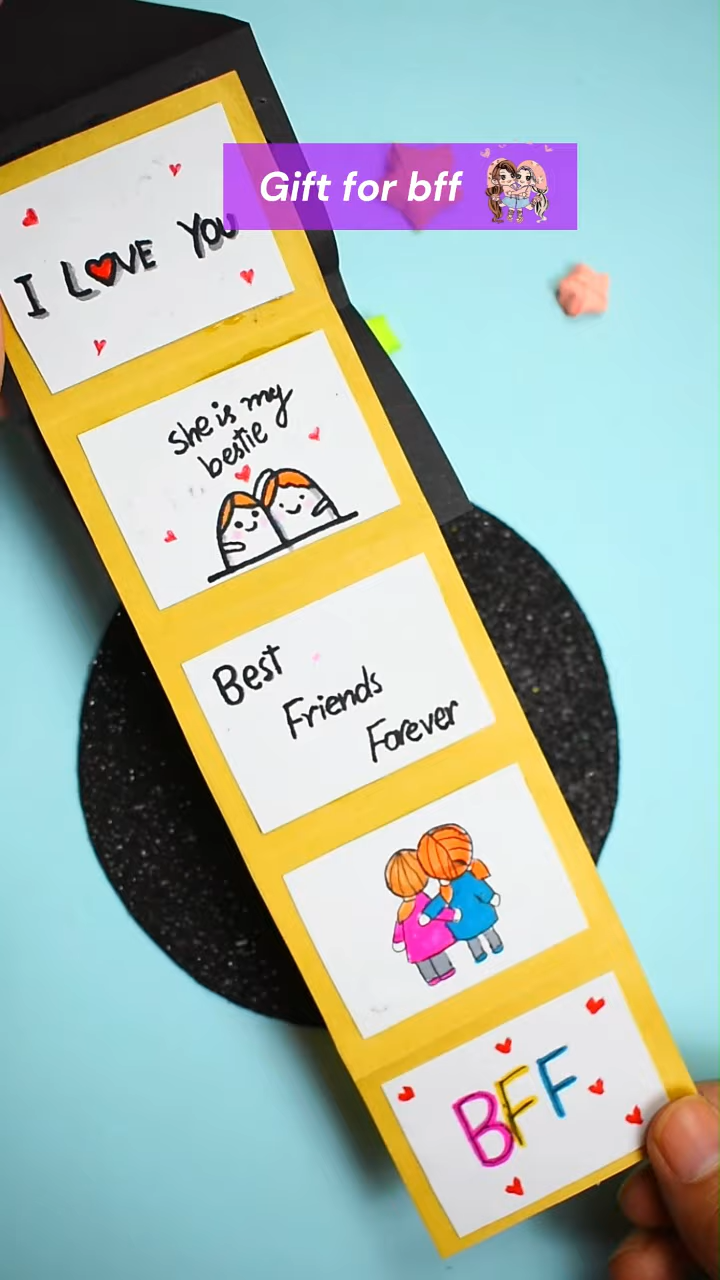 Gift for bff
I LOVE YOU
She is my
bestie
Best
Friends
Forever
BFF